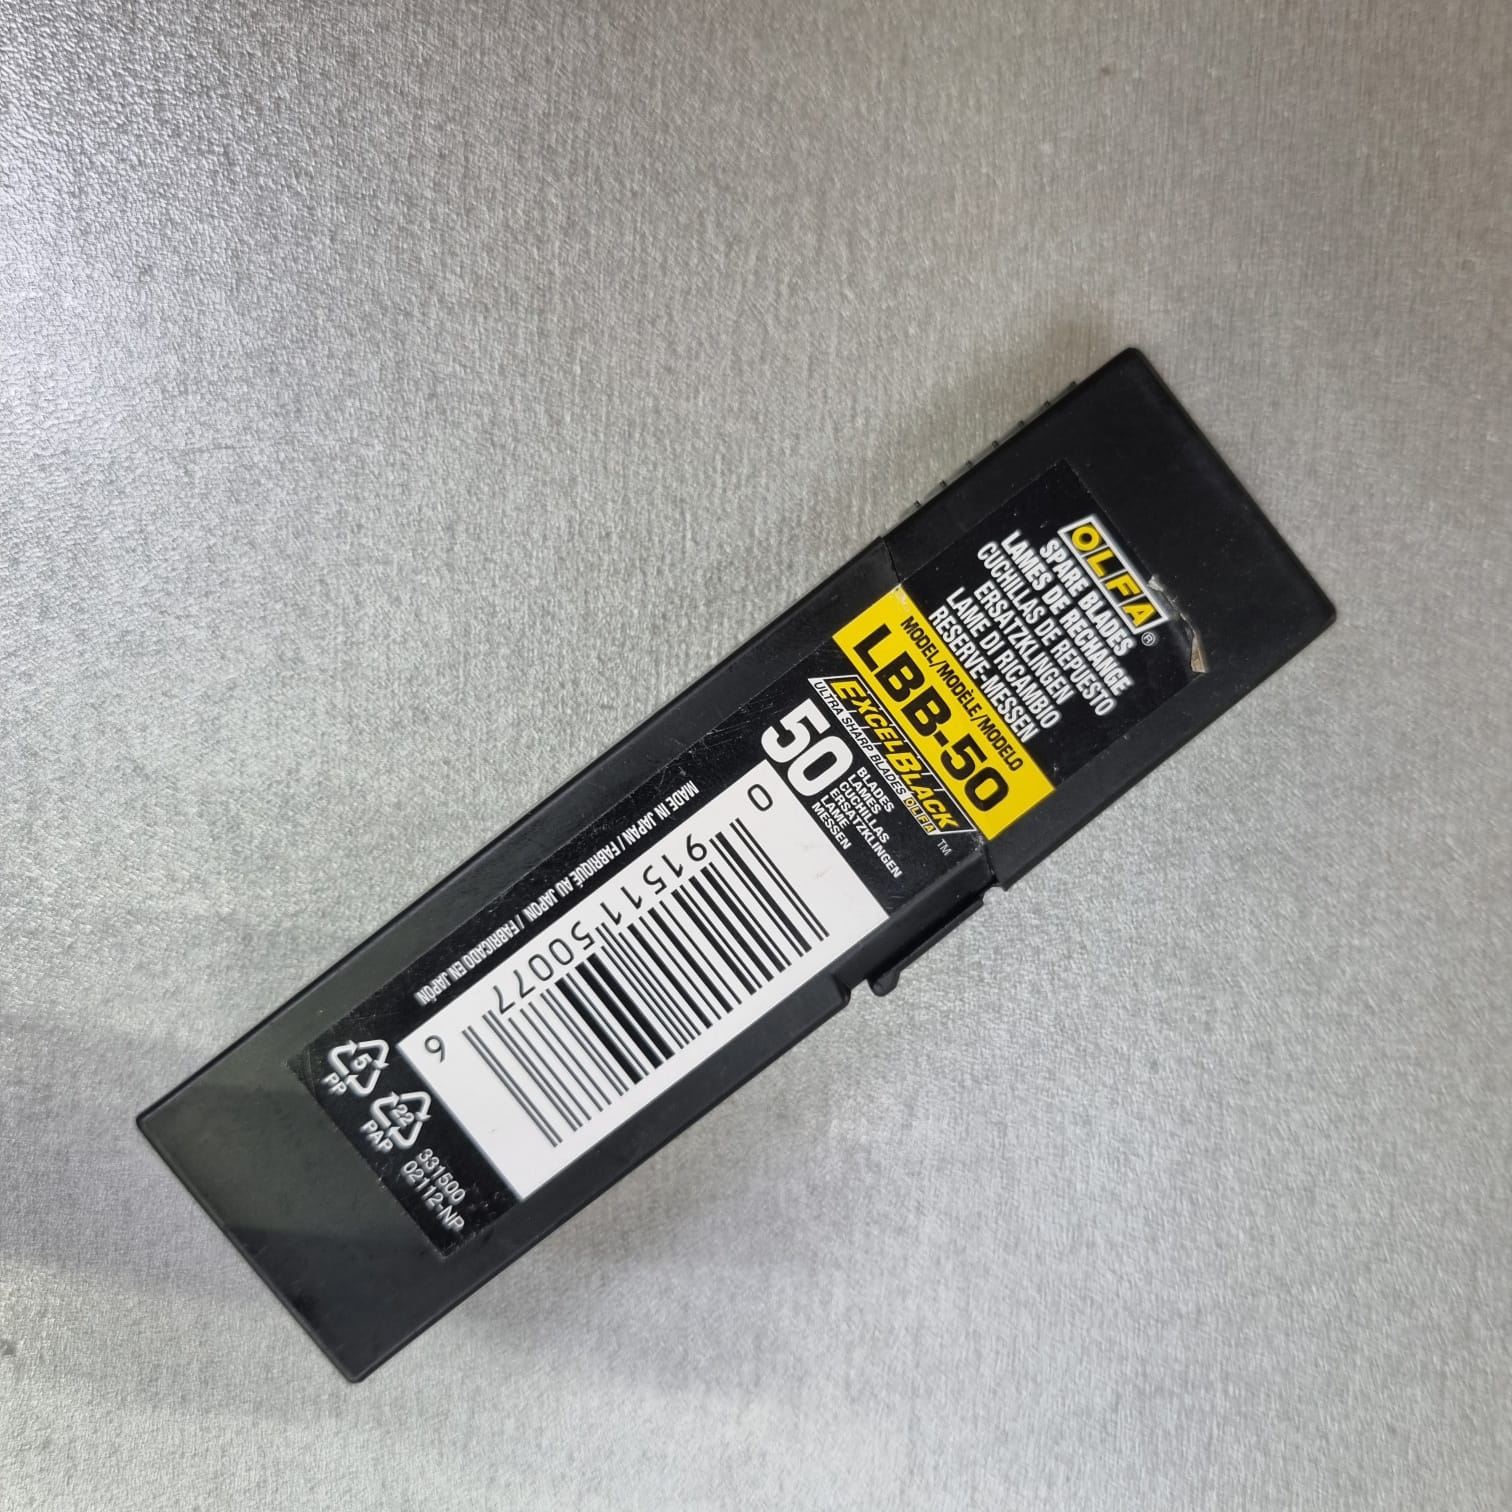 OLFA®
SPARE BLADES
LAMES DE RECHANGE
CUCHILLAS DE REPUESTO
ERSATZKLINGEN
LAME DI RICAMBIO
RESERVE-MESSEN
MODEL/MODÈLE/MODELO
LBB-50
EXCELBLACK™
ULTRA SHARP BLADES OLFA
50
BLADES
LAMES
CUCHILLAS
ERSATZKLINGEN
LAME
MESSEN
0 91511 50077 6
MADE IN JAPAN / FABRIQUÉ AU JAPON / FABRICADO EN JAPÓN
5
PP
22
PAP
331500
02112-NP